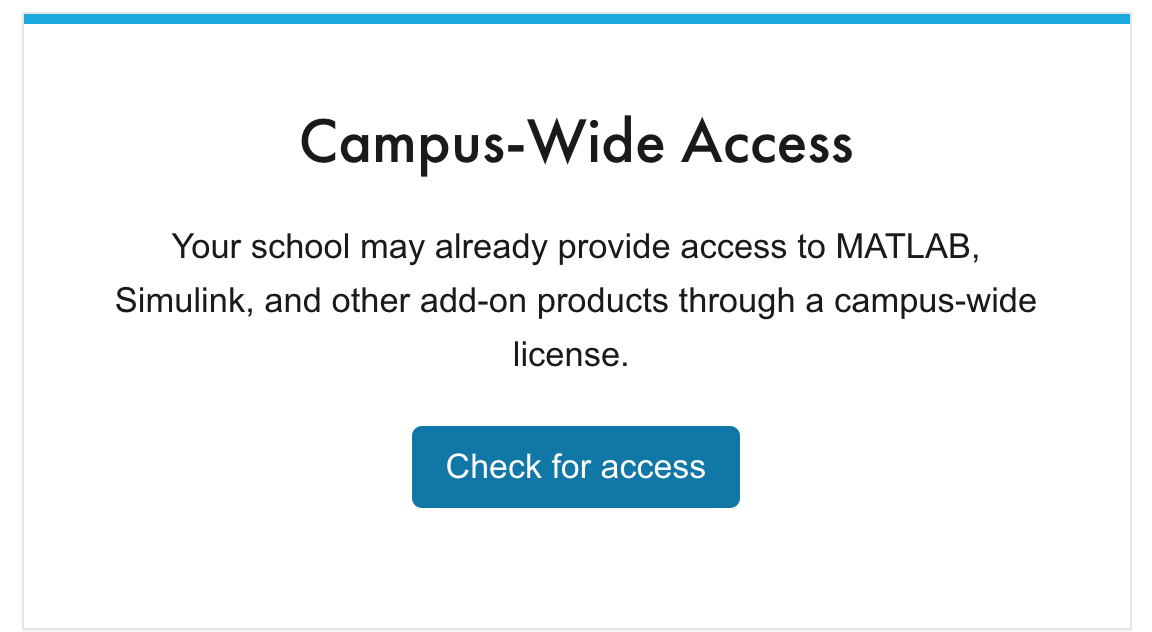 Campus-Wide Access
Your school may already provide access to MATLAB,
Simulink, and other add-on products through a campus-wide
license.
Check for access